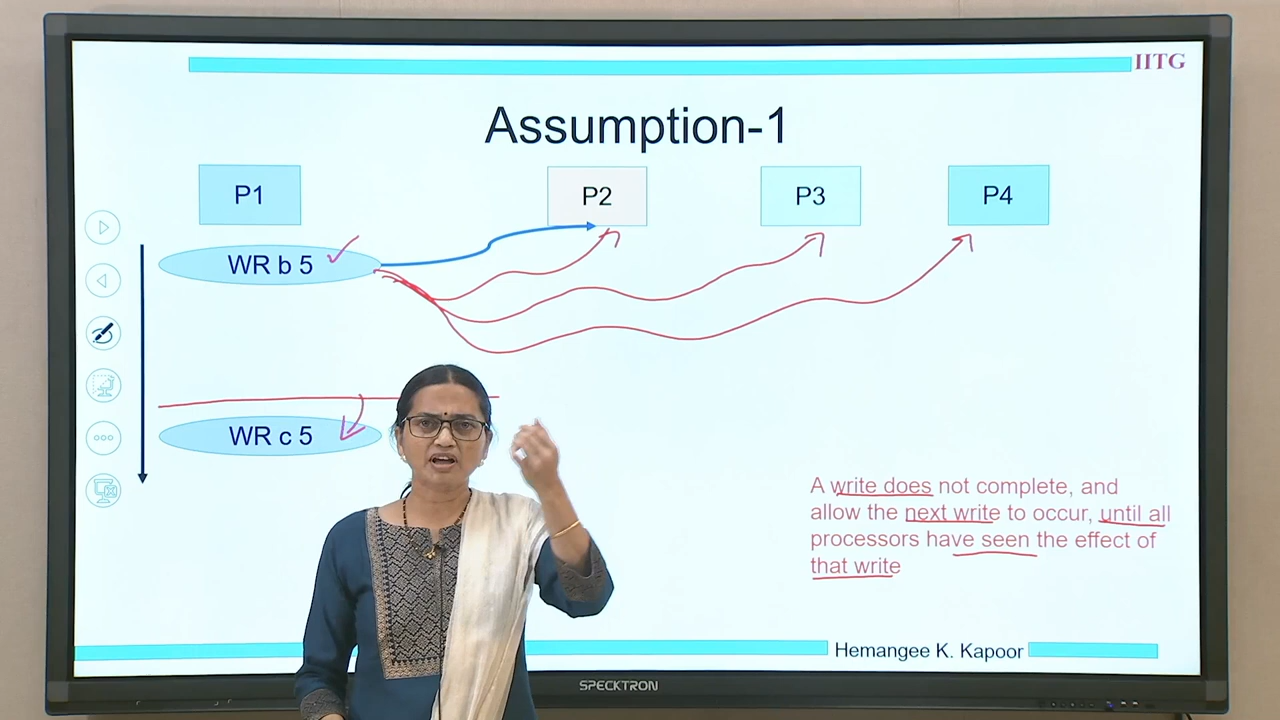 IITG
Assumption-1
P1
P2
P3
P4
WR b 5
WR c 5
A write does not complete, and
allow the next write to occur, until all
processors have seen the effect of
that write
Hemangee K. Kapoor
SPECKTRON